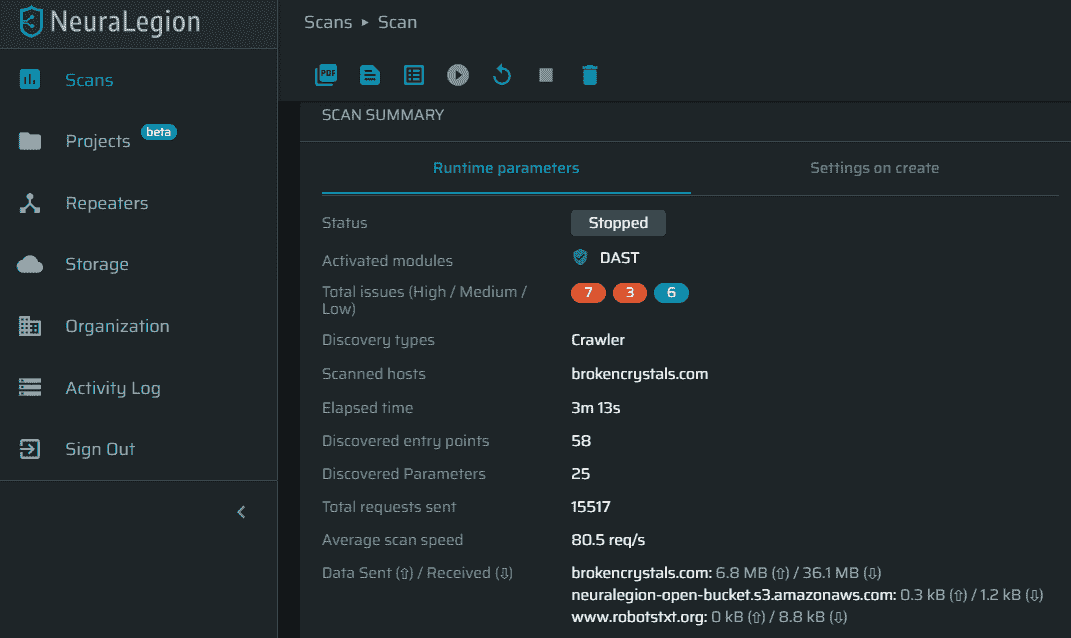 NeuraLegion
Scans
Projects beta
Repeaters
Storage
Organization
Activity Log
Sign Out
Scans ▸ Scan
PDF
SCAN SUMMARY
Runtime parameters
Settings on create
Status Stopped
Activated modules DAST
Total issues (High / Medium /
Low) 7 3 6
Discovery types Crawler
Scanned hosts brokencrystals.com
Elapsed time 3m 13s
Discovered entry points 58
Discovered Parameters 25
Total requests sent 15517
Average scan speed 80.5 req/s
Data Sent (⇧) / Received (⇩) brokencrystals.com: 6.8 MB (⇧) / 36.1 MB (⇩)
neuralegion-open-bucket.s3.amazonaws.com: 0.3 kB (⇧) / 1.2 kB (⇩)
www.robotstxt.org: 0 kB (⇧) / 8.8 kB (⇩)